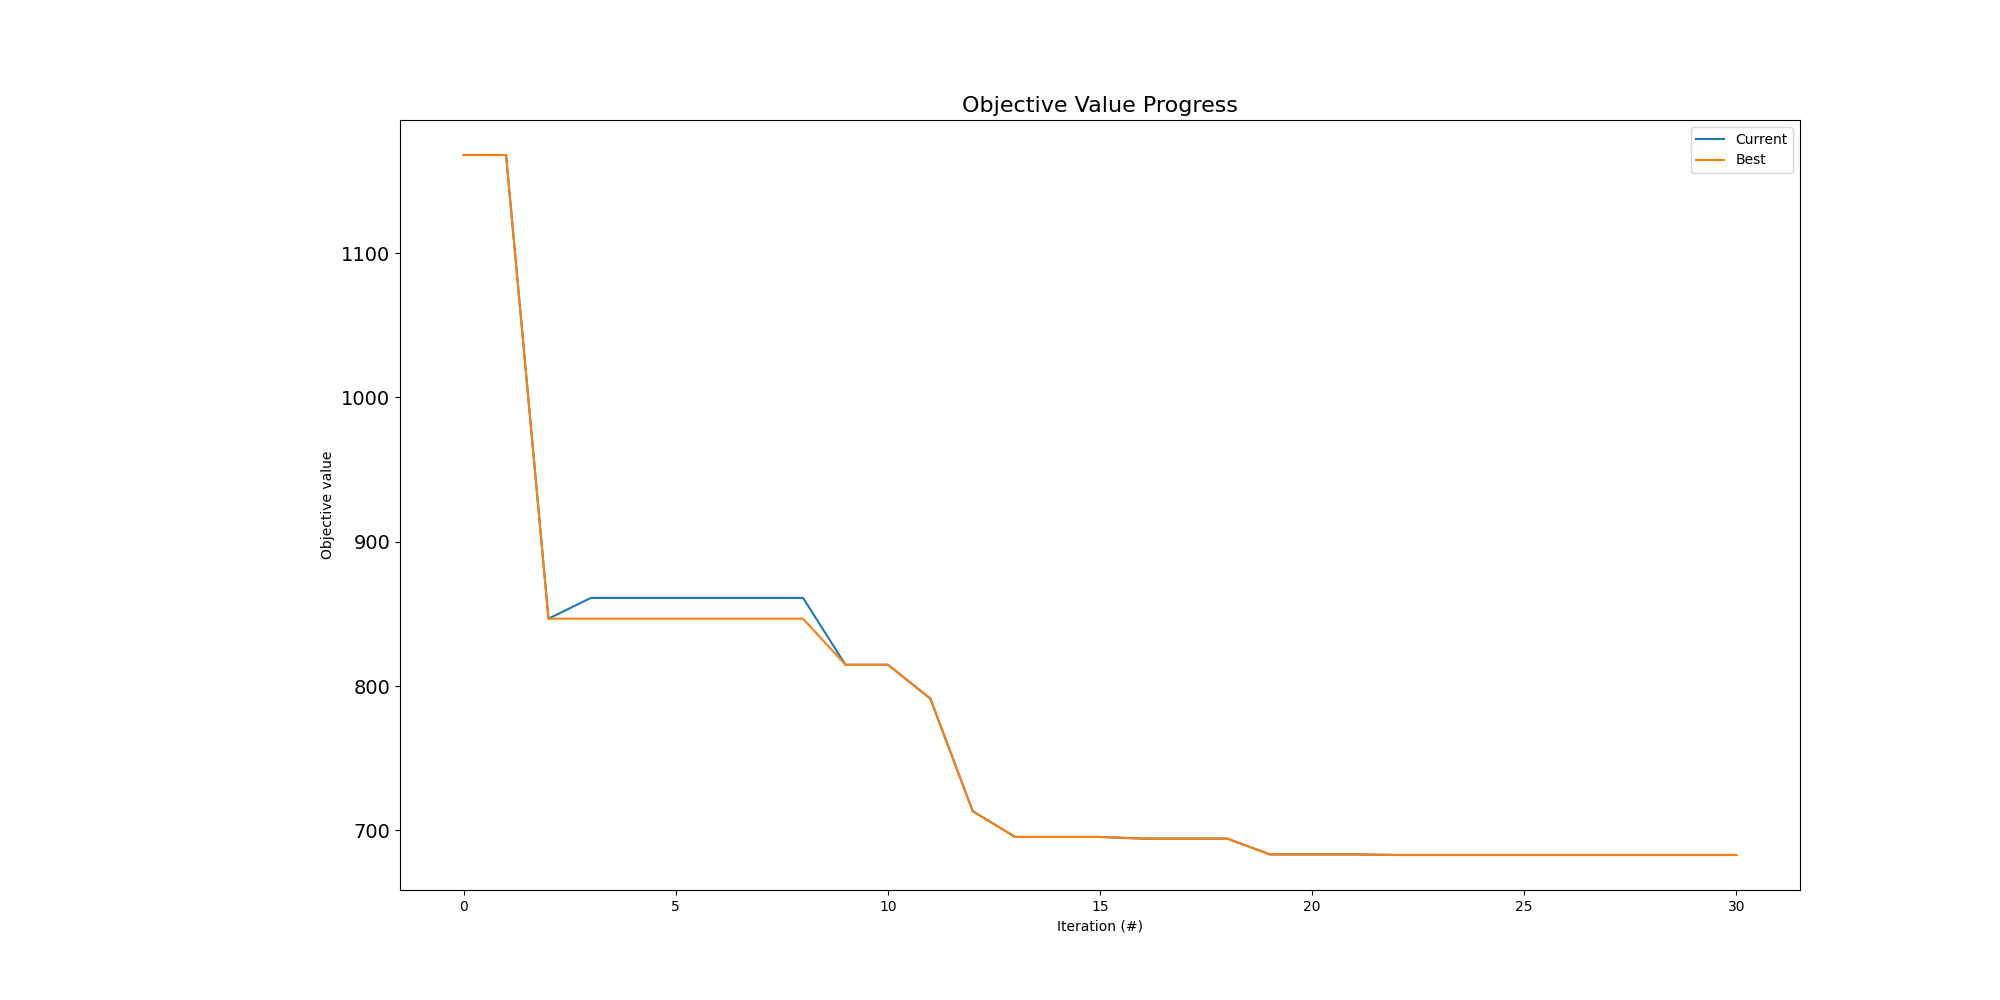 Objective Value Progress
Current
Best
1100
1000
900
800
700
Objective value
0 5 10 15 20 25 30
Iteration (#)